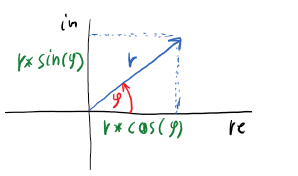 im
r
r*sin(φ)
φ
r*cos(φ)
re